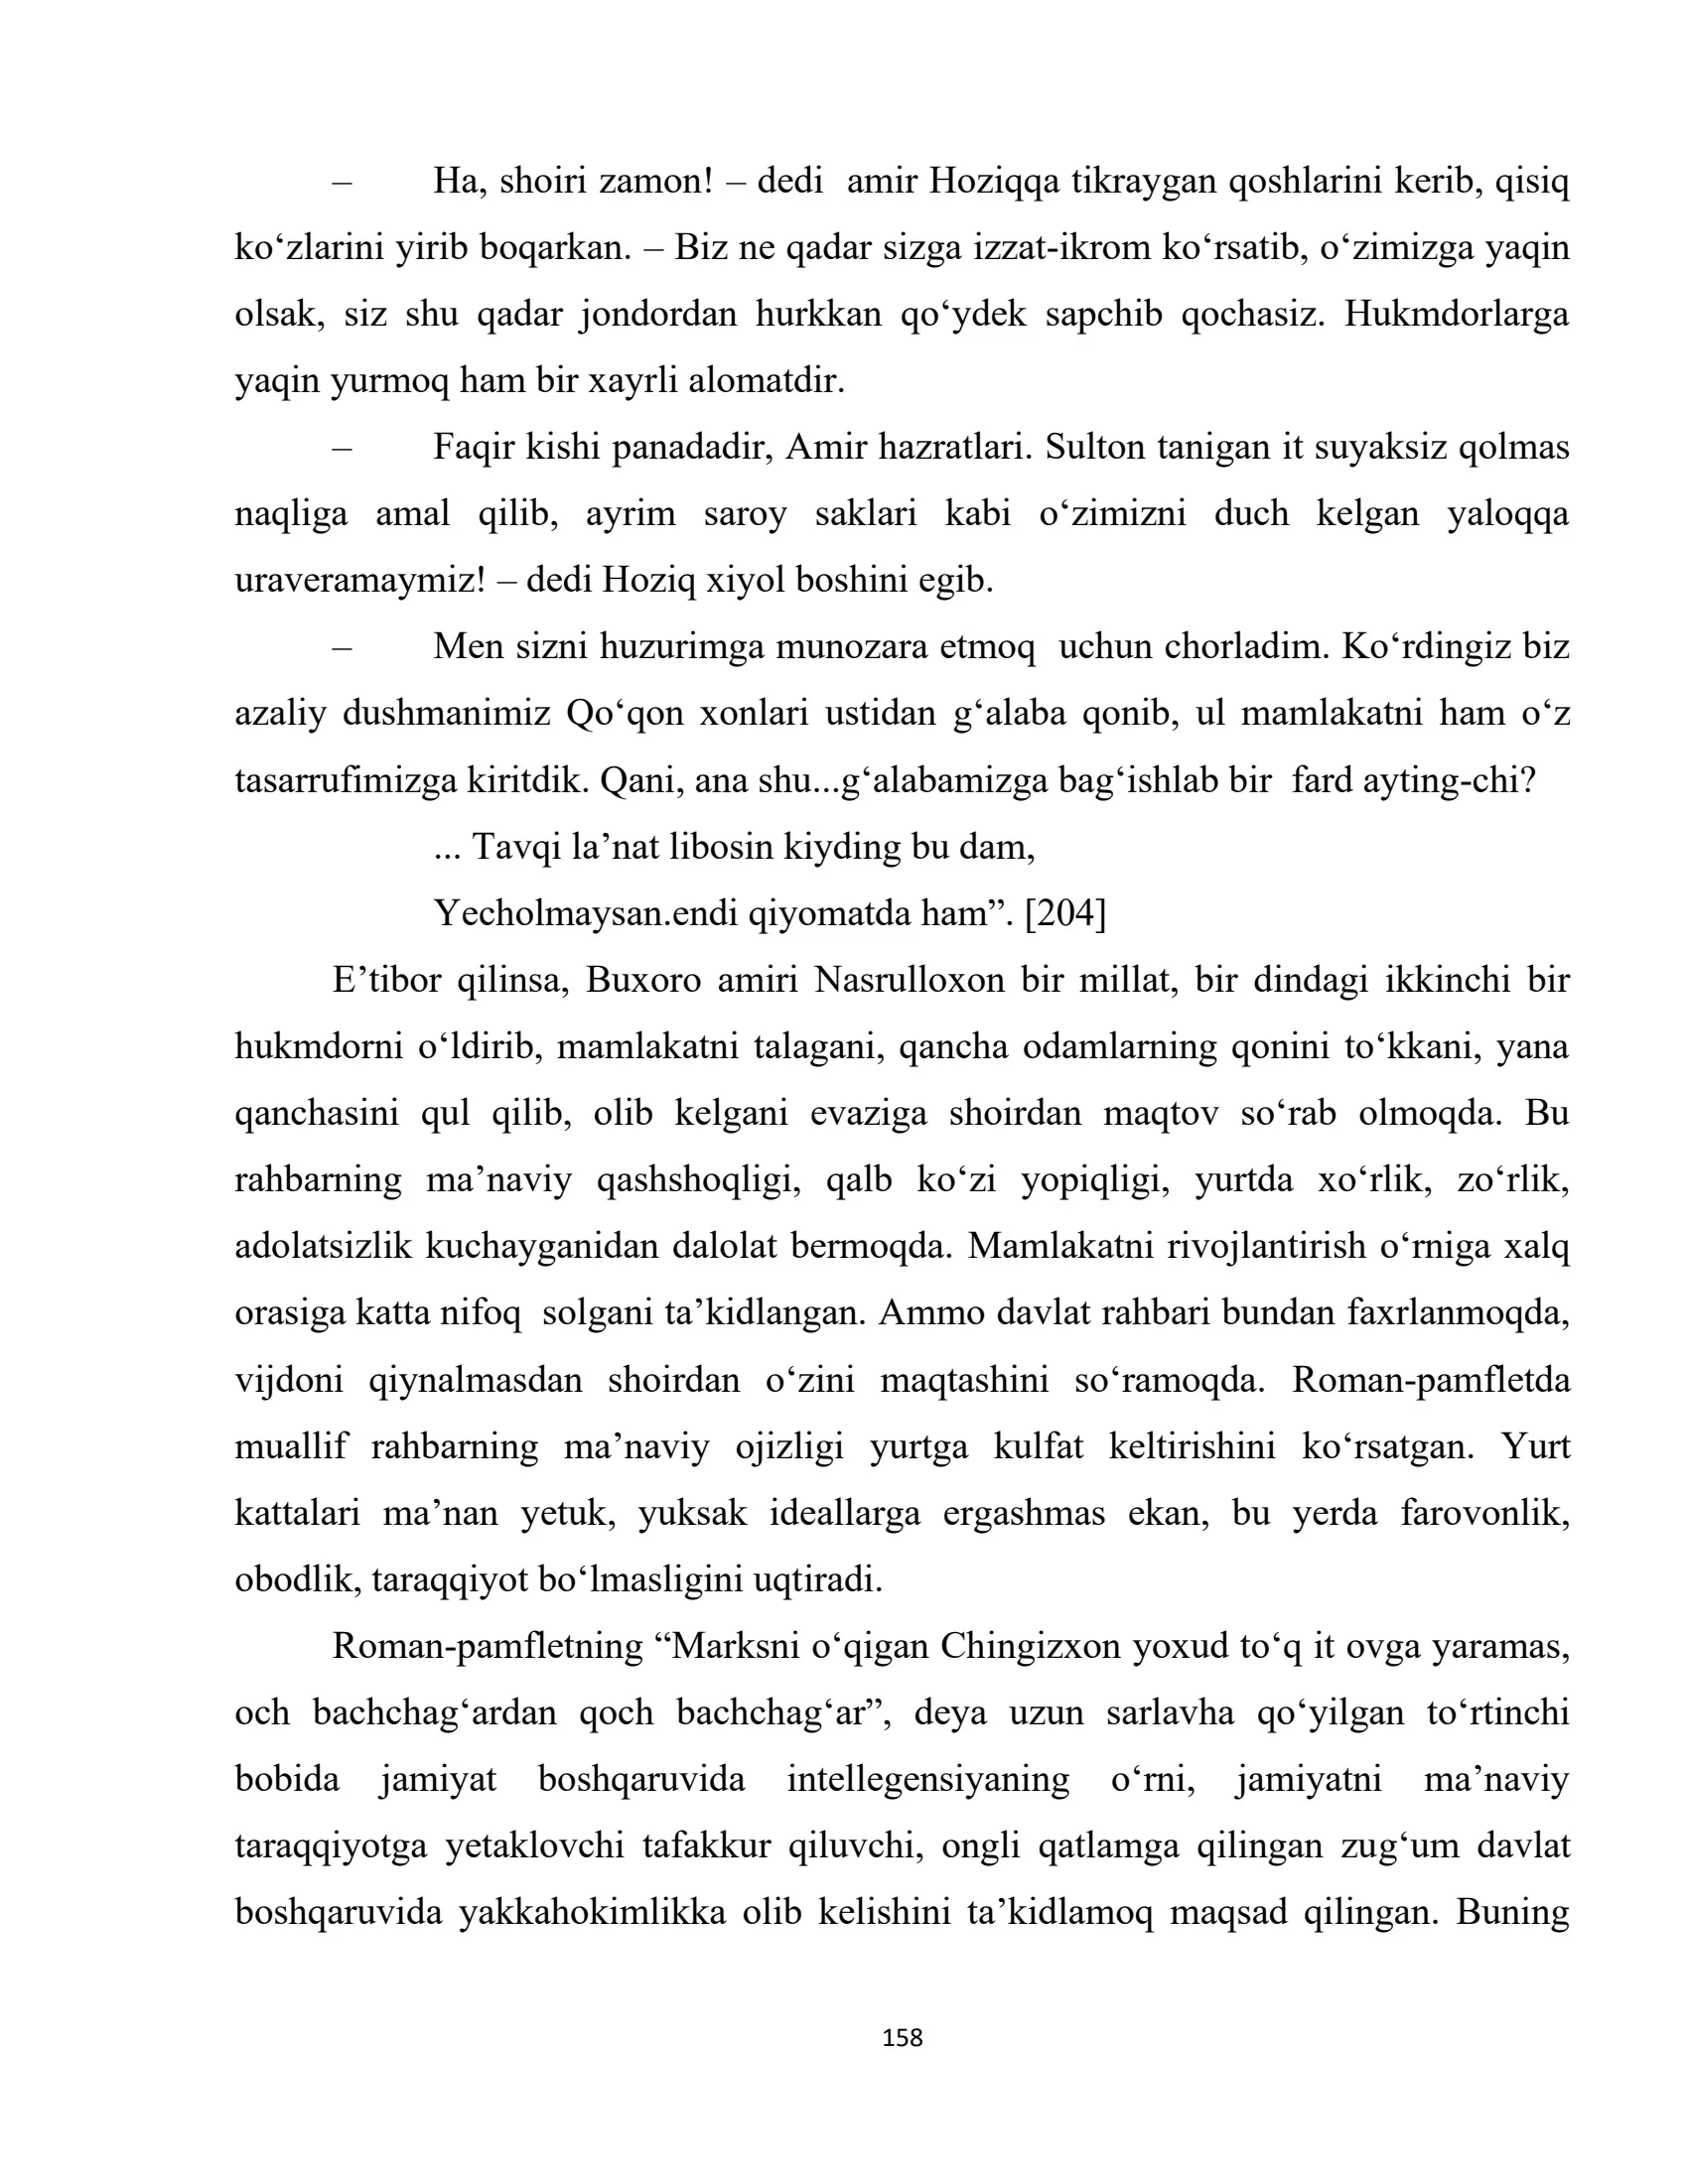 – Ha, shoiri zamon! – dedi  amir Hoziqqa tikraygan qoshlarini kerib, qisiq
ko‘zlarini yirib boqarkan. – Biz ne qadar sizga izzat-ikrom ko‘rsatib, o‘zimizga yaqin
olsak, siz shu qadar jondordan hurkkan qo‘ydek sapchib qochasiz. Hukmdorlarga
yaqin yurmoq ham bir xayrli alomatdir.
– Faqir kishi panadadir, Amir hazratlari. Sulton tanigan it suyaksiz qolmas
naqliga amal qilib, ayrim saroy saklari kabi o‘zimizni duch kelgan yaloqqa
uraveramaymiz! – dedi Hoziq xiyol boshini egib.
– Men sizni huzurimga munozara etmoq  uchun chorladim. Ko‘rdingiz biz
azaliy dushmanimiz Qo‘qon xonlari ustidan g‘alaba qonib, ul mamlakatni ham o‘z
tasarrufimizga kiritdik. Qani, ana shu...g‘alabamizga bag‘ishlab bir  fard ayting-chi?
... Tavqi la’nat libosin kiyding bu dam,
Yecholmaysan.endi qiyomatda ham”. [204]
E’tibor qilinsa, Buxoro amiri Nasrulloxon bir millat, bir dindagi ikkinchi bir
hukmdorni o‘ldirib, mamlakatni talagani, qancha odamlarning qonini to‘kkani, yana
qanchasini qul qilib, olib kelgani evaziga shoirdan maqtov so‘rab olmoqda. Bu
rahbarning ma’naviy qashshoqligi, qalb ko‘zi yopiqligi, yurtda xo‘rlik, zo‘rlik,
adolatsizlik kuchayganidan dalolat bermoqda. Mamlakatni rivojlantirish o‘rniga xalq
orasiga katta nifoq  solgani ta’kidlangan. Ammo davlat rahbari bundan faxrlanmoqda,
vijdoni qiynalmasdan shoirdan o‘zini maqtashini so‘ramoqda. Roman-pamfletda
muallif rahbarning ma’naviy ojizligi yurtga kulfat keltirishini ko‘rsatgan. Yurt
kattalari ma’nan yetuk, yuksak ideallarga ergashmas ekan, bu yerda farovonlik,
obodlik, taraqqiyot bo‘lmasligini uqtiradi.
Roman-pamfletning “Marksni o‘qigan Chingizxon yoxud to‘q it ovga yaramas,
och bachchag‘ardan qoch bachchag‘ar”, deya uzun sarlavha qo‘yilgan to‘rtinchi
bobida jamiyat boshqaruvida intellegensiyaning o‘rni, jamiyatni ma’naviy
taraqqiyotga yetaklovchi tafakkur qiluvchi, ongli qatlamga qilingan zug‘um davlat
boshqaruvida yakkahokimlikka olib kelishini ta’kidlamoq maqsad qilingan. Buning
158